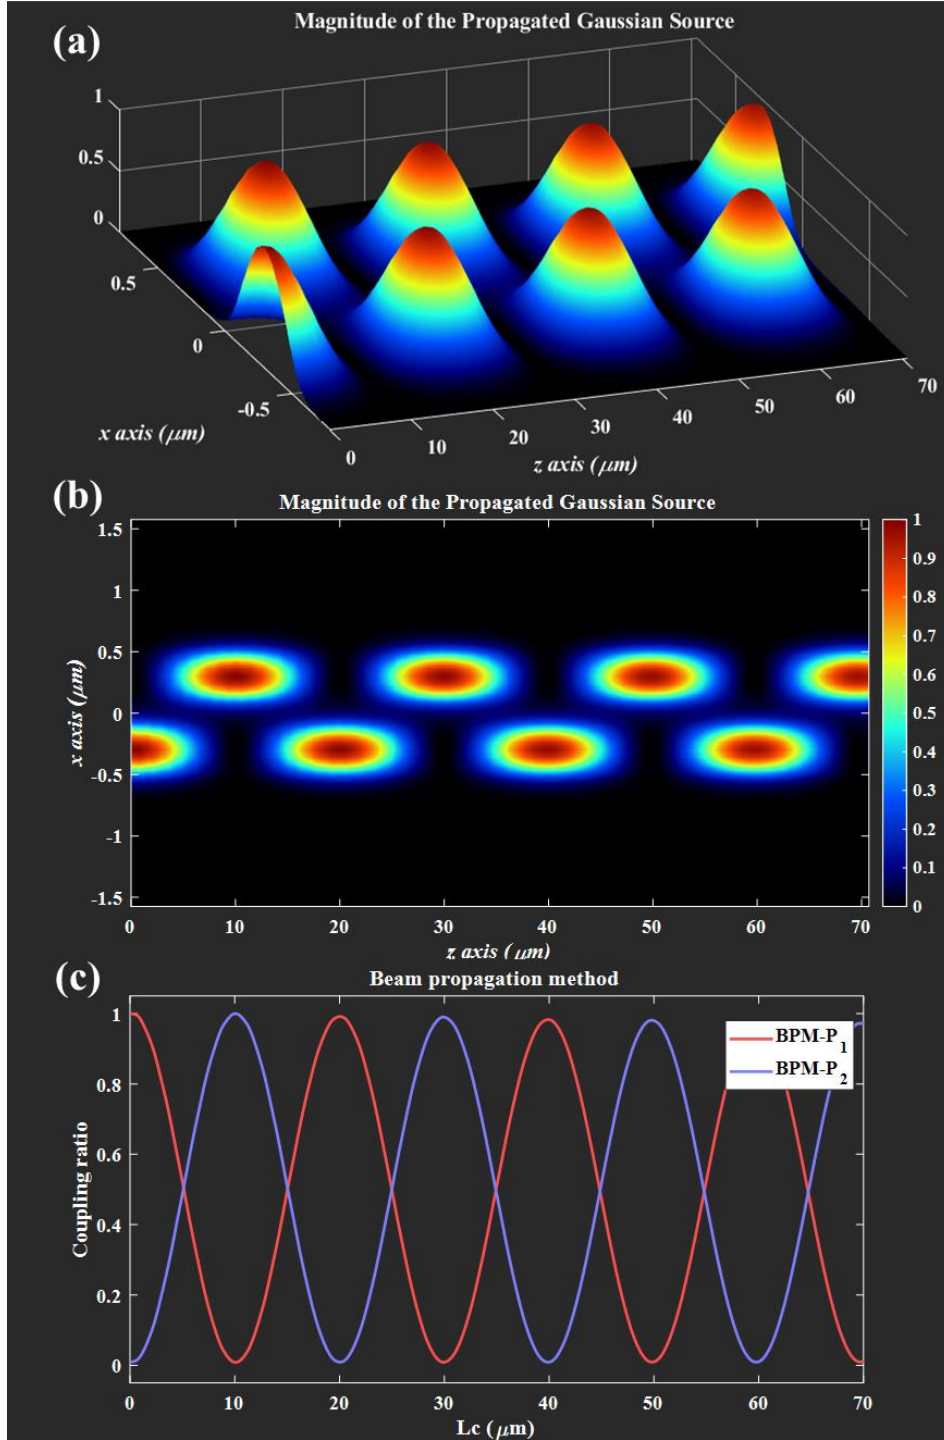 (a)
Magnitude of the Propagated Gaussian Source
1
0.5
0
0.5
0
-0.5
x axis (μm)
0
10
20
30
40
50
60
70
z axis (μm)
(b)
Magnitude of the Propagated Gaussian Source
1.5
1
0.5
0
-0.5
-1
-1.5
x axis (μm)
0 10 20 30 40 50 60 70
z axis (μm)
1
0.9
0.8
0.7
0.6
0.5
0.4
0.3
0.2
0.1
0
(c)
Beam propagation method
1
0.8
0.6
0.4
0.2
0
Coupling ratio
BPM-P1
BPM-P2
0 10 20 30 40 50 60 70
Lc (μm)